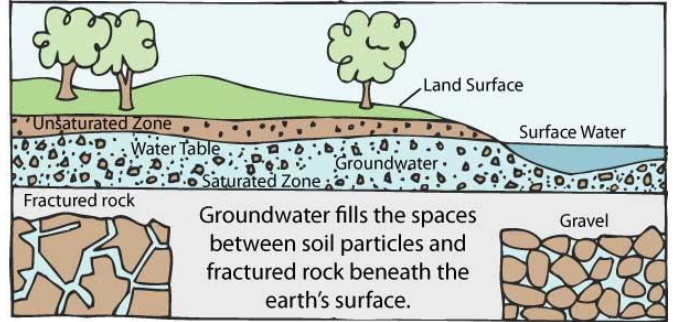 Land Surface
Unsaturated Zone
Surface Water
Water Table
Groundwater
Saturated Zone
Fractured rock
Groundwater fills the spaces
between soil particles and
fractured rock beneath the
earth's surface.
Gravel